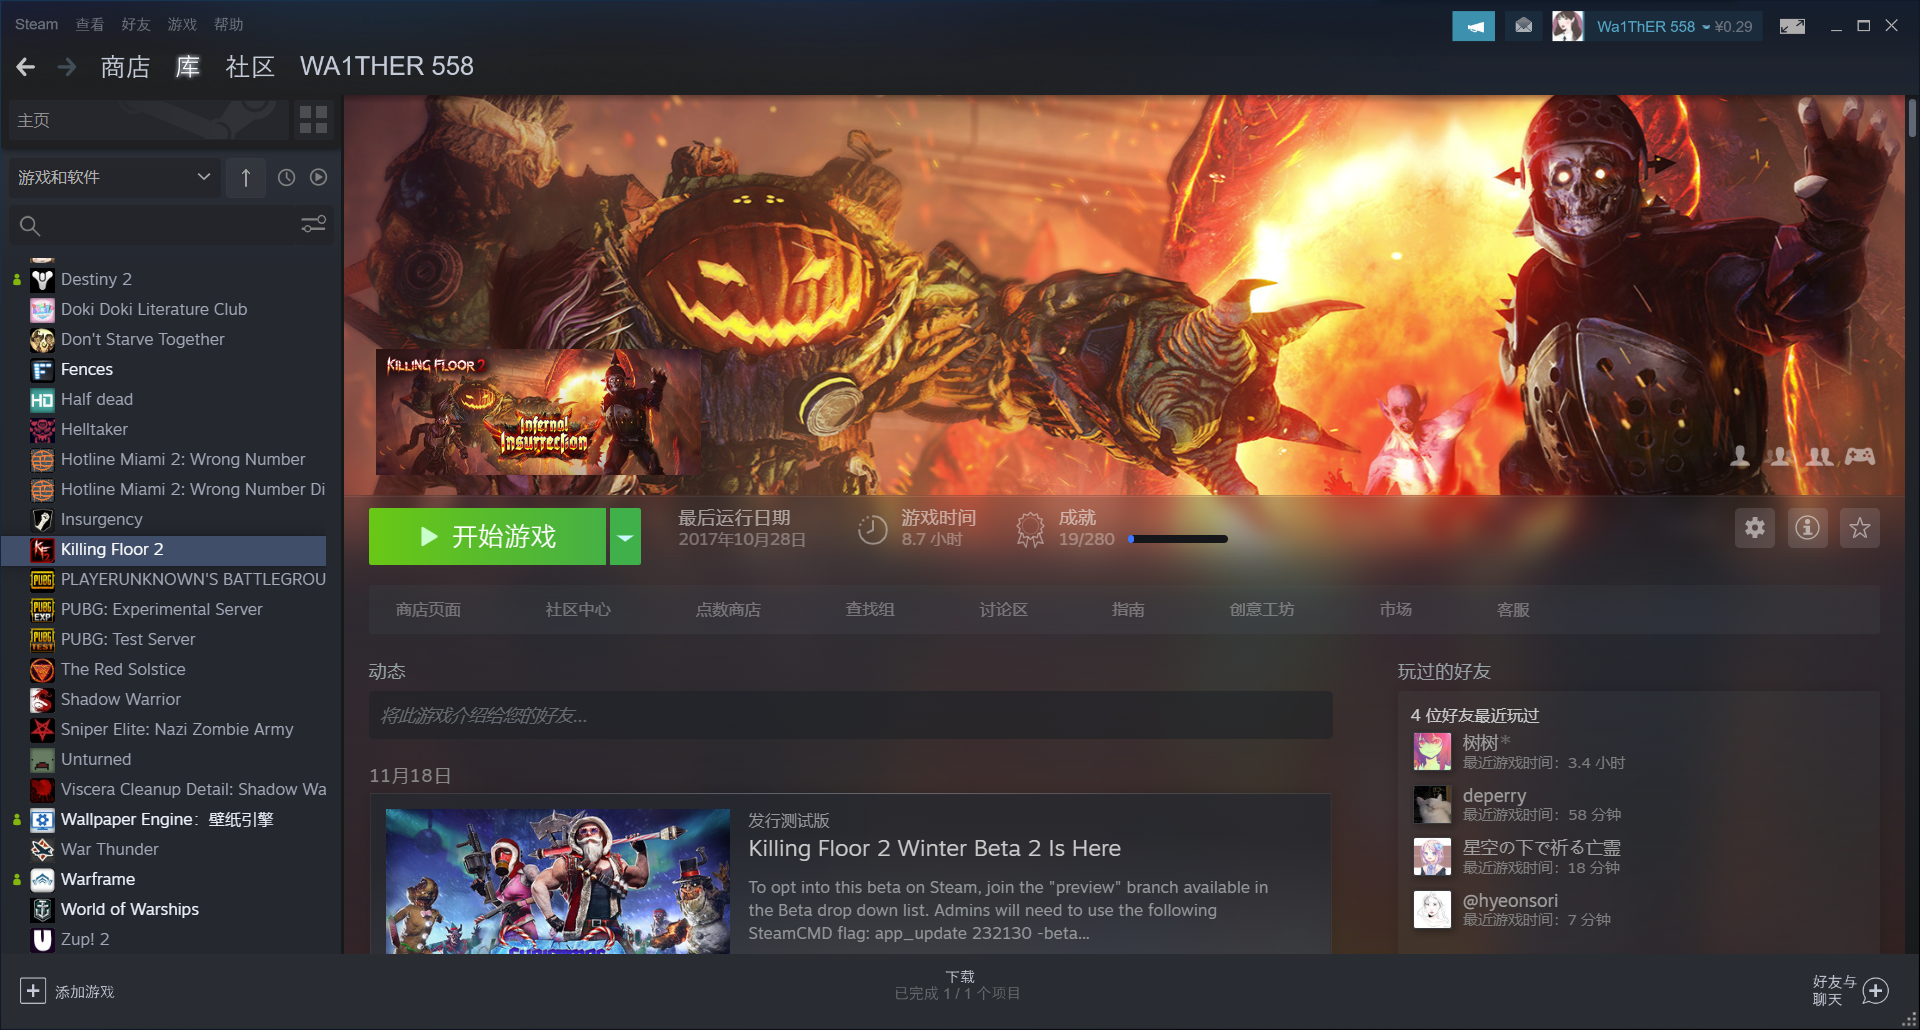 Steam 查看 好友 游戏 帮助
Wa1ThER 558 ¥0.29
商店 库 社区 WA1THER 558
主页
游戏和软件
Destiny 2
Doki Doki Literature Club
Don't Starve Together
Fences
HD Half dead
Helltaker
Hotline Miami 2: Wrong Number
Hotline Miami 2: Wrong Number Di
Insurgency
Killing Floor 2
PUBG PLAYERUNKNOWN'S BATTLEGROU
PUBG EXP PUBG: Experimental Server
PUBG TEST PUBG: Test Server
The Red Solstice
Shadow Warrior
Sniper Elite: Nazi Zombie Army
Unturned
Viscera Cleanup Detail: Shadow Wa
Wallpaper Engine：壁纸引擎
War Thunder
Warframe
World of Warships
Zup! 2
KILLING FLOOR 2
Infernal
Insurrection
开始游戏
最后运行日期
2017年10月28日
游戏时间
8.7 小时
成就
19/280
商店页面 社区中心 点数商店 查找组 讨论区 指南 创意工坊 市场 客服
动态
将此游戏介绍给您的好友...
11月18日
发行测试版
Killing Floor 2 Winter Beta 2 Is Here
To opt into this beta on Steam, join the "preview" branch available in
the Beta drop down list. Admins will need to use the following
SteamCMD flag: app_update 232130 -beta...
玩过的好友
4 位好友最近玩过
树树*
最近游戏时间：3.4 小时
deperry
最近游戏时间：58 分钟
星空の下で祈る亡霊
最近游戏时间：18 分钟
@hyeonsori
最近游戏时间：7 分钟
添加游戏
下载
已完成 1 / 1 个项目
好友与
聊天